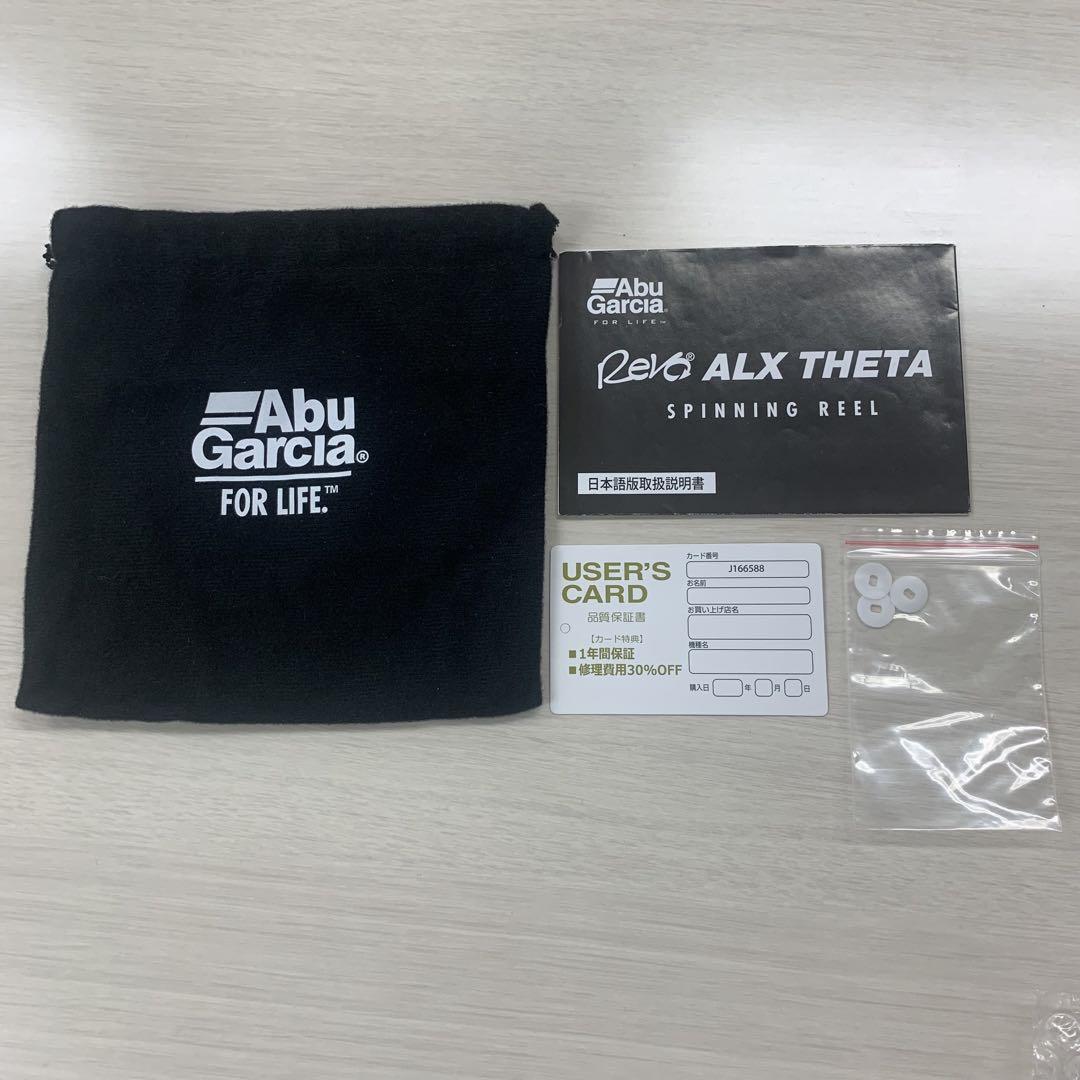 Abu
Garcia®
FOR LIFE.™
Abu
Garcia®
FOR LIFE™
Revo® ALX THETA
SPINNING REEL
日本語版取扱説明書
USER'S
CARD
品質保証書
【カード特典】
■1年間保証
■修理費用30%OFF
カード番号
J166588
お名前
お買い上げ店名
機種名
購入日 年 月 日